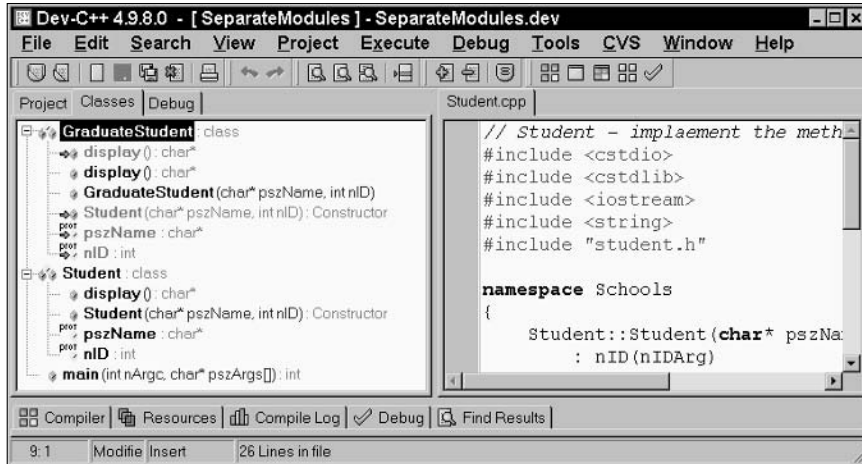 Dev-C++ 4.9.8.0 - [ SeparateModules ] - SeparateModules.dev
File Edit Search View Project Execute Debug Tools CVS Window Help
Project Classes Debug
GraduateStudent : class
display () : char*
display () : char*
GraduateStudent (char* pszName, int nID)
Student (char* pszName, int nID) : Constructor
prot pszName : char*
prot nID : int
Student : class
display () : char*
Student (char* pszName, int nID) : Constructor
prot pszName : char*
prot nID : int
main (int nArgc, char* pszArgs[]) : int
Student.cpp
// Student - implaement the meth
#include <cstdio>
#include <cstdlib>
#include <iostream>
#include <string>
#include "student.h"
namespace Schools
{
Student::Student(char* pszNa
: nID(nIDArg)
Compiler Resources Compile Log Debug Find Results
9: 1 Modifie Insert 26 Lines in file